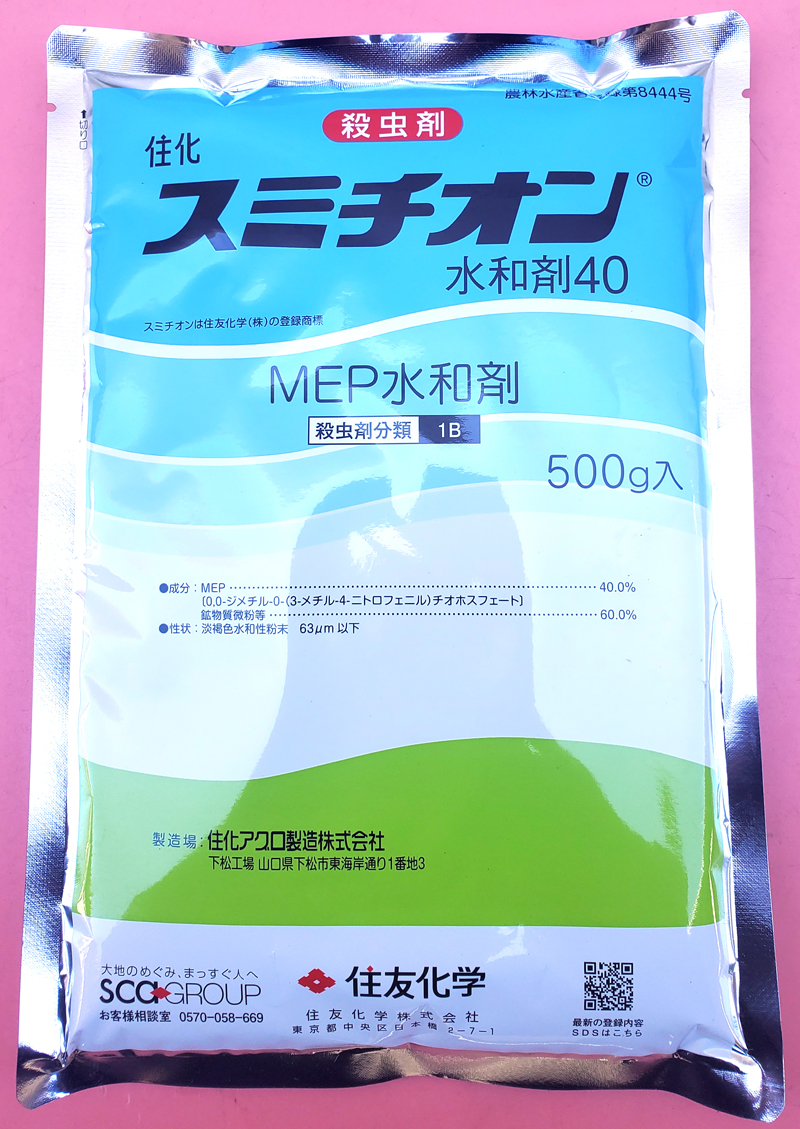 農林水産省登録第8444号
切り口
殺虫剤
住化
スミチオン®
水和剤40
スミチオンは住友化学(株)の登録商標
MEP水和剤
殺虫剤分類 1B
500g入
●成分:MEP 40.0%
〔0,0-ジメチル-0-(3-メチル-4-ニトロフェニル)チオホスフェート〕
鉱物質微粉等 60.0%
●性状:淡褐色水和性粉末 63μm以下
製造場:住化アグロ製造株式会社
下松工場 山口県下松市東海岸通り1番地3
大地のめぐみ、まっすぐ人へ
SCA GROUP
お客様相談室 0570-058-669
住友化学
住友化学株式会社
東京都中央区日本橋2-7-1
最新の登録内容
SDSはこちら